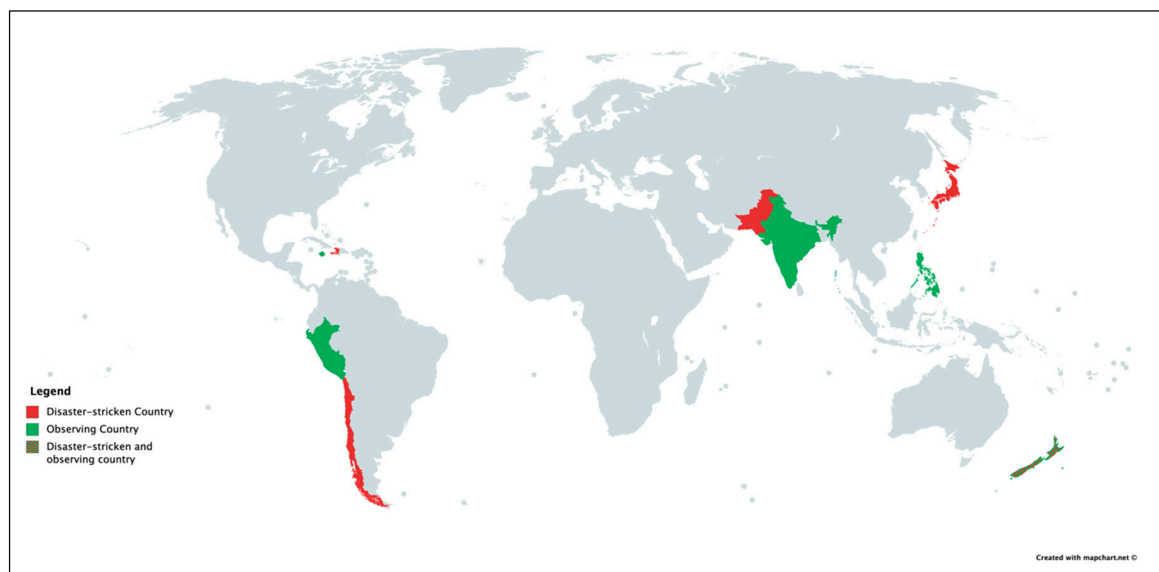 Legend
Disaster-stricken Country
Observing Country
Disaster-stricken and
observing country
Created with mapchart.net ©